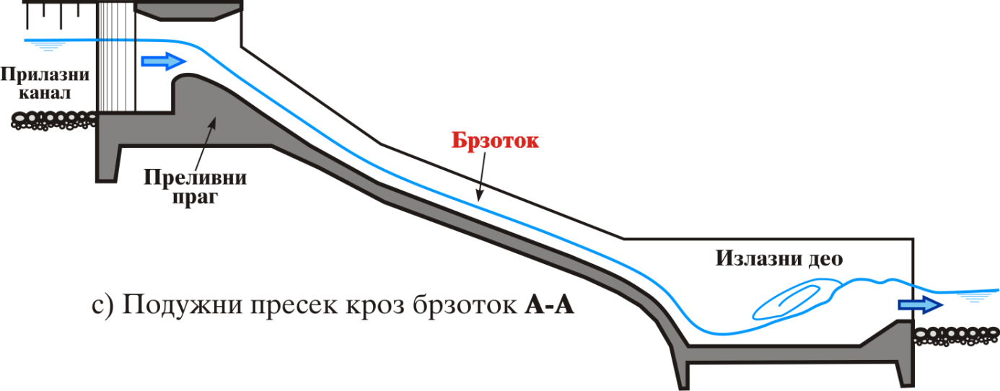 Прилазни
канал
Преливни
праг
Брзоток
Излазни део
c) Подужни пресек кроз брзоток А-А